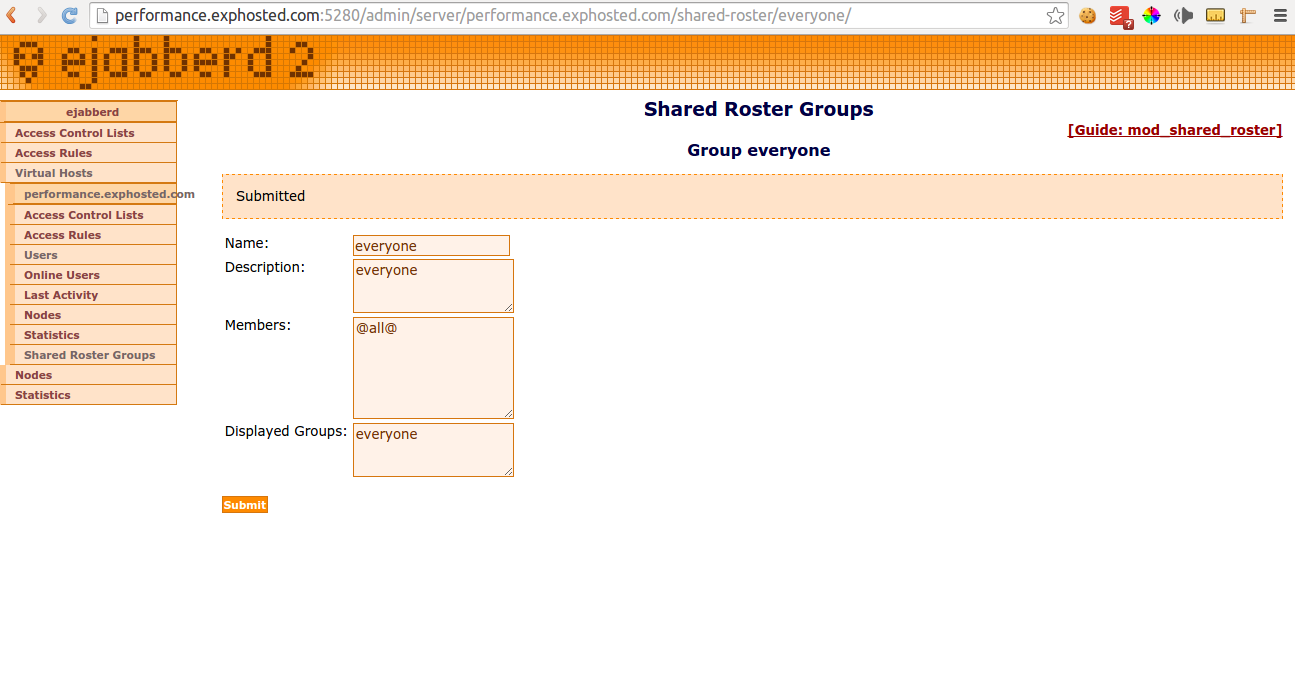 performance.exphosted.com:5280/admin/server/performance.exphosted.com/shared-roster/everyone/
ejabberd 2
ejabberd
Access Control Lists
Access Rules
Virtual Hosts
performance.exphosted.com
Access Control Lists
Access Rules
Users
Online Users
Last Activity
Nodes
Statistics
Shared Roster Groups
Nodes
Statistics
Shared Roster Groups
[Guide: mod_shared_roster]
Group everyone
Submitted
Name:
everyone
Description:
everyone
Members:
@all@
Displayed Groups:
everyone
Submit